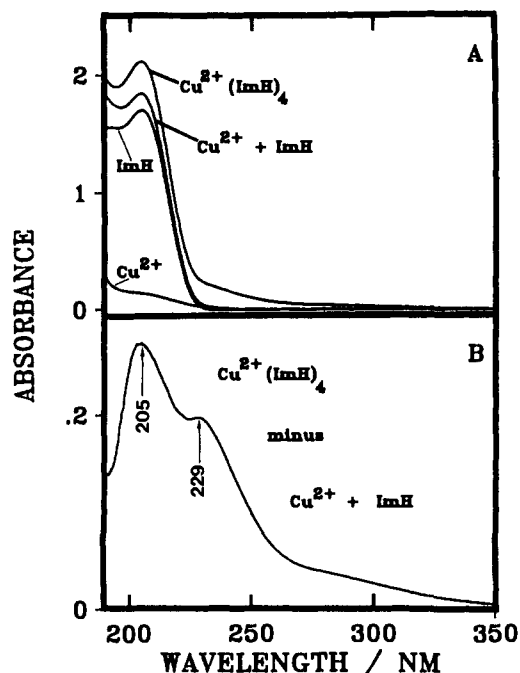 A
2
Cu²⁺(ImH)₄
Cu²⁺ + ImH
ImH
1
Cu²⁺
0
ABSORBANCE
B
Cu²⁺(ImH)₄
.2
205
229
minus
Cu²⁺ + ImH
0
200 250 300 350
WAVELENGTH / NM